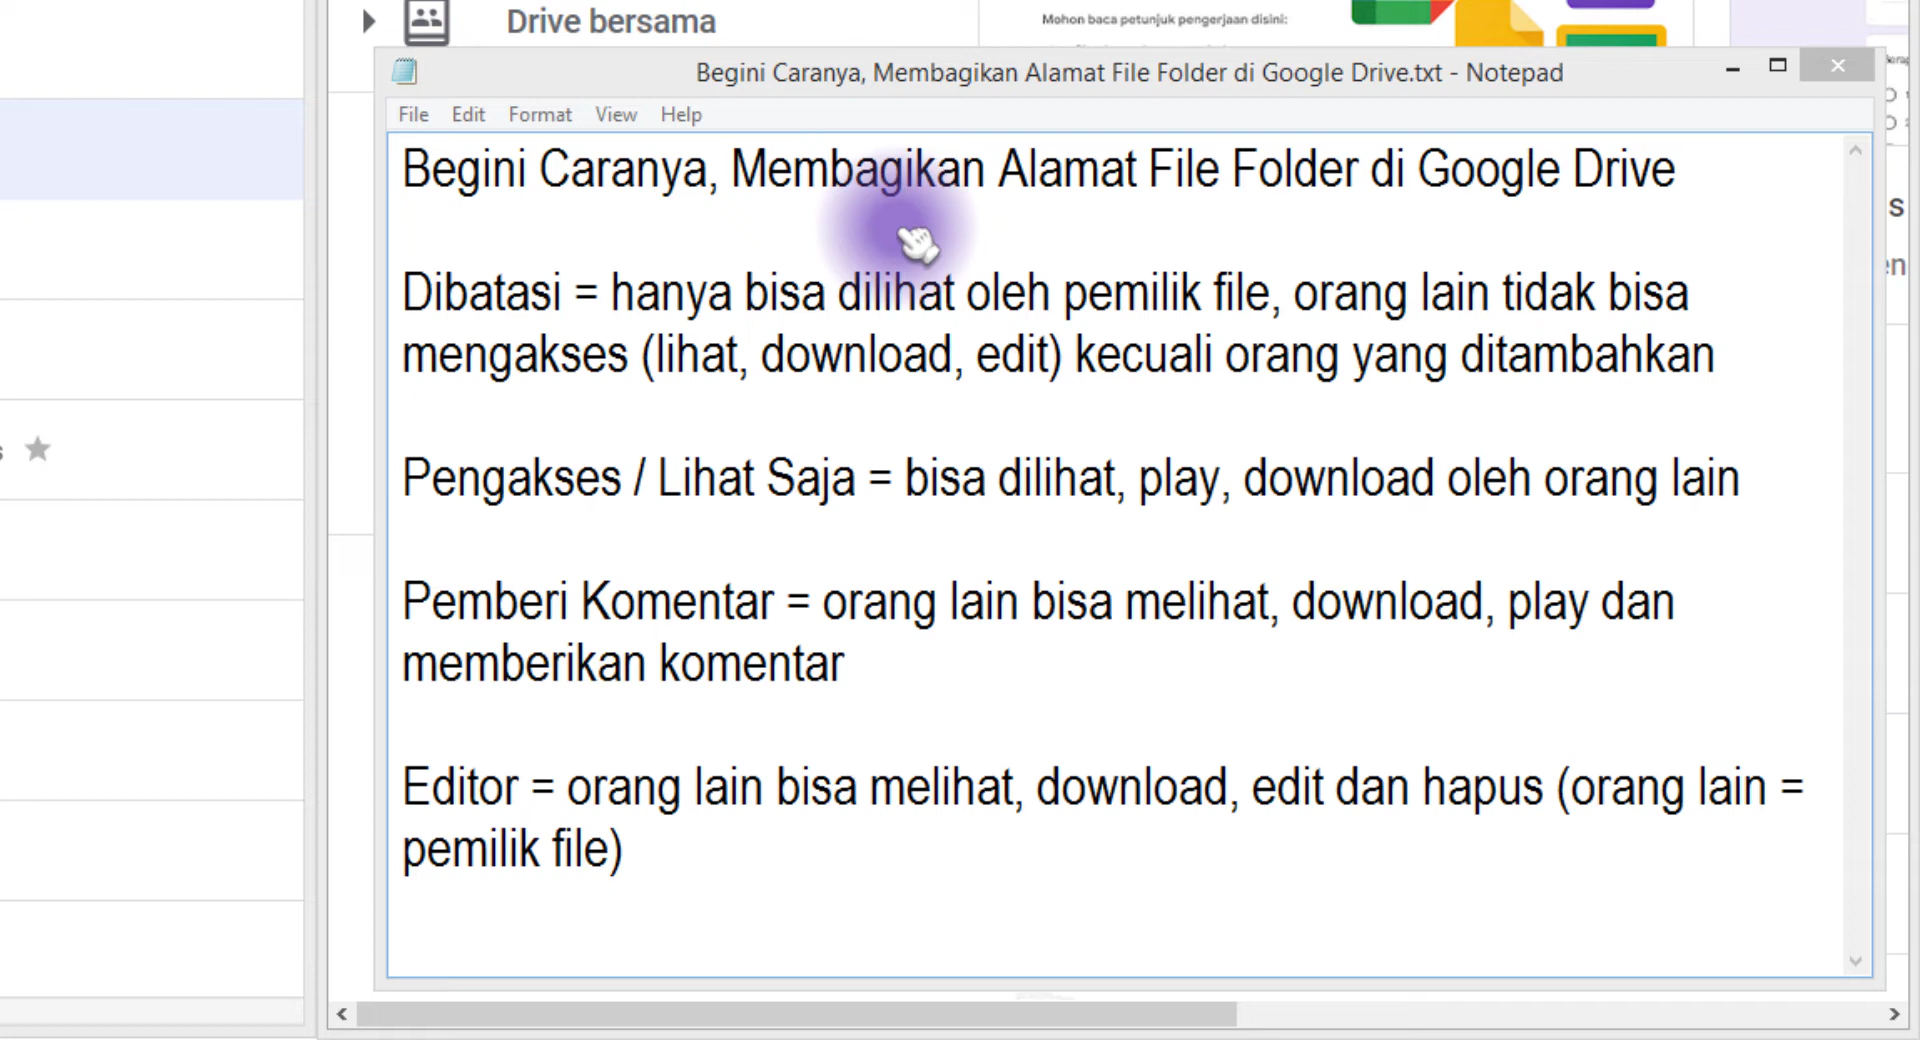 Drive bersama
Mohon baca petunjuk pengerjaan disini:
Begini Caranya, Membagikan Alamat File Folder di Google Drive.txt - Notepad
File Edit Format View Help
Begini Caranya, Membagikan Alamat File Folder di Google Drive
Dibatasi = hanya bisa dilihat oleh pemilik file, orang lain tidak bisa
mengakses (lihat, download, edit) kecuali orang yang ditambahkan
Pengakses / Lihat Saja = bisa dilihat, play, download oleh orang lain
Pemberi Komentar = orang lain bisa melihat, download, play dan
memberikan komentar
Editor = orang lain bisa melihat, download, edit dan hapus (orang lain =
pemilik file)